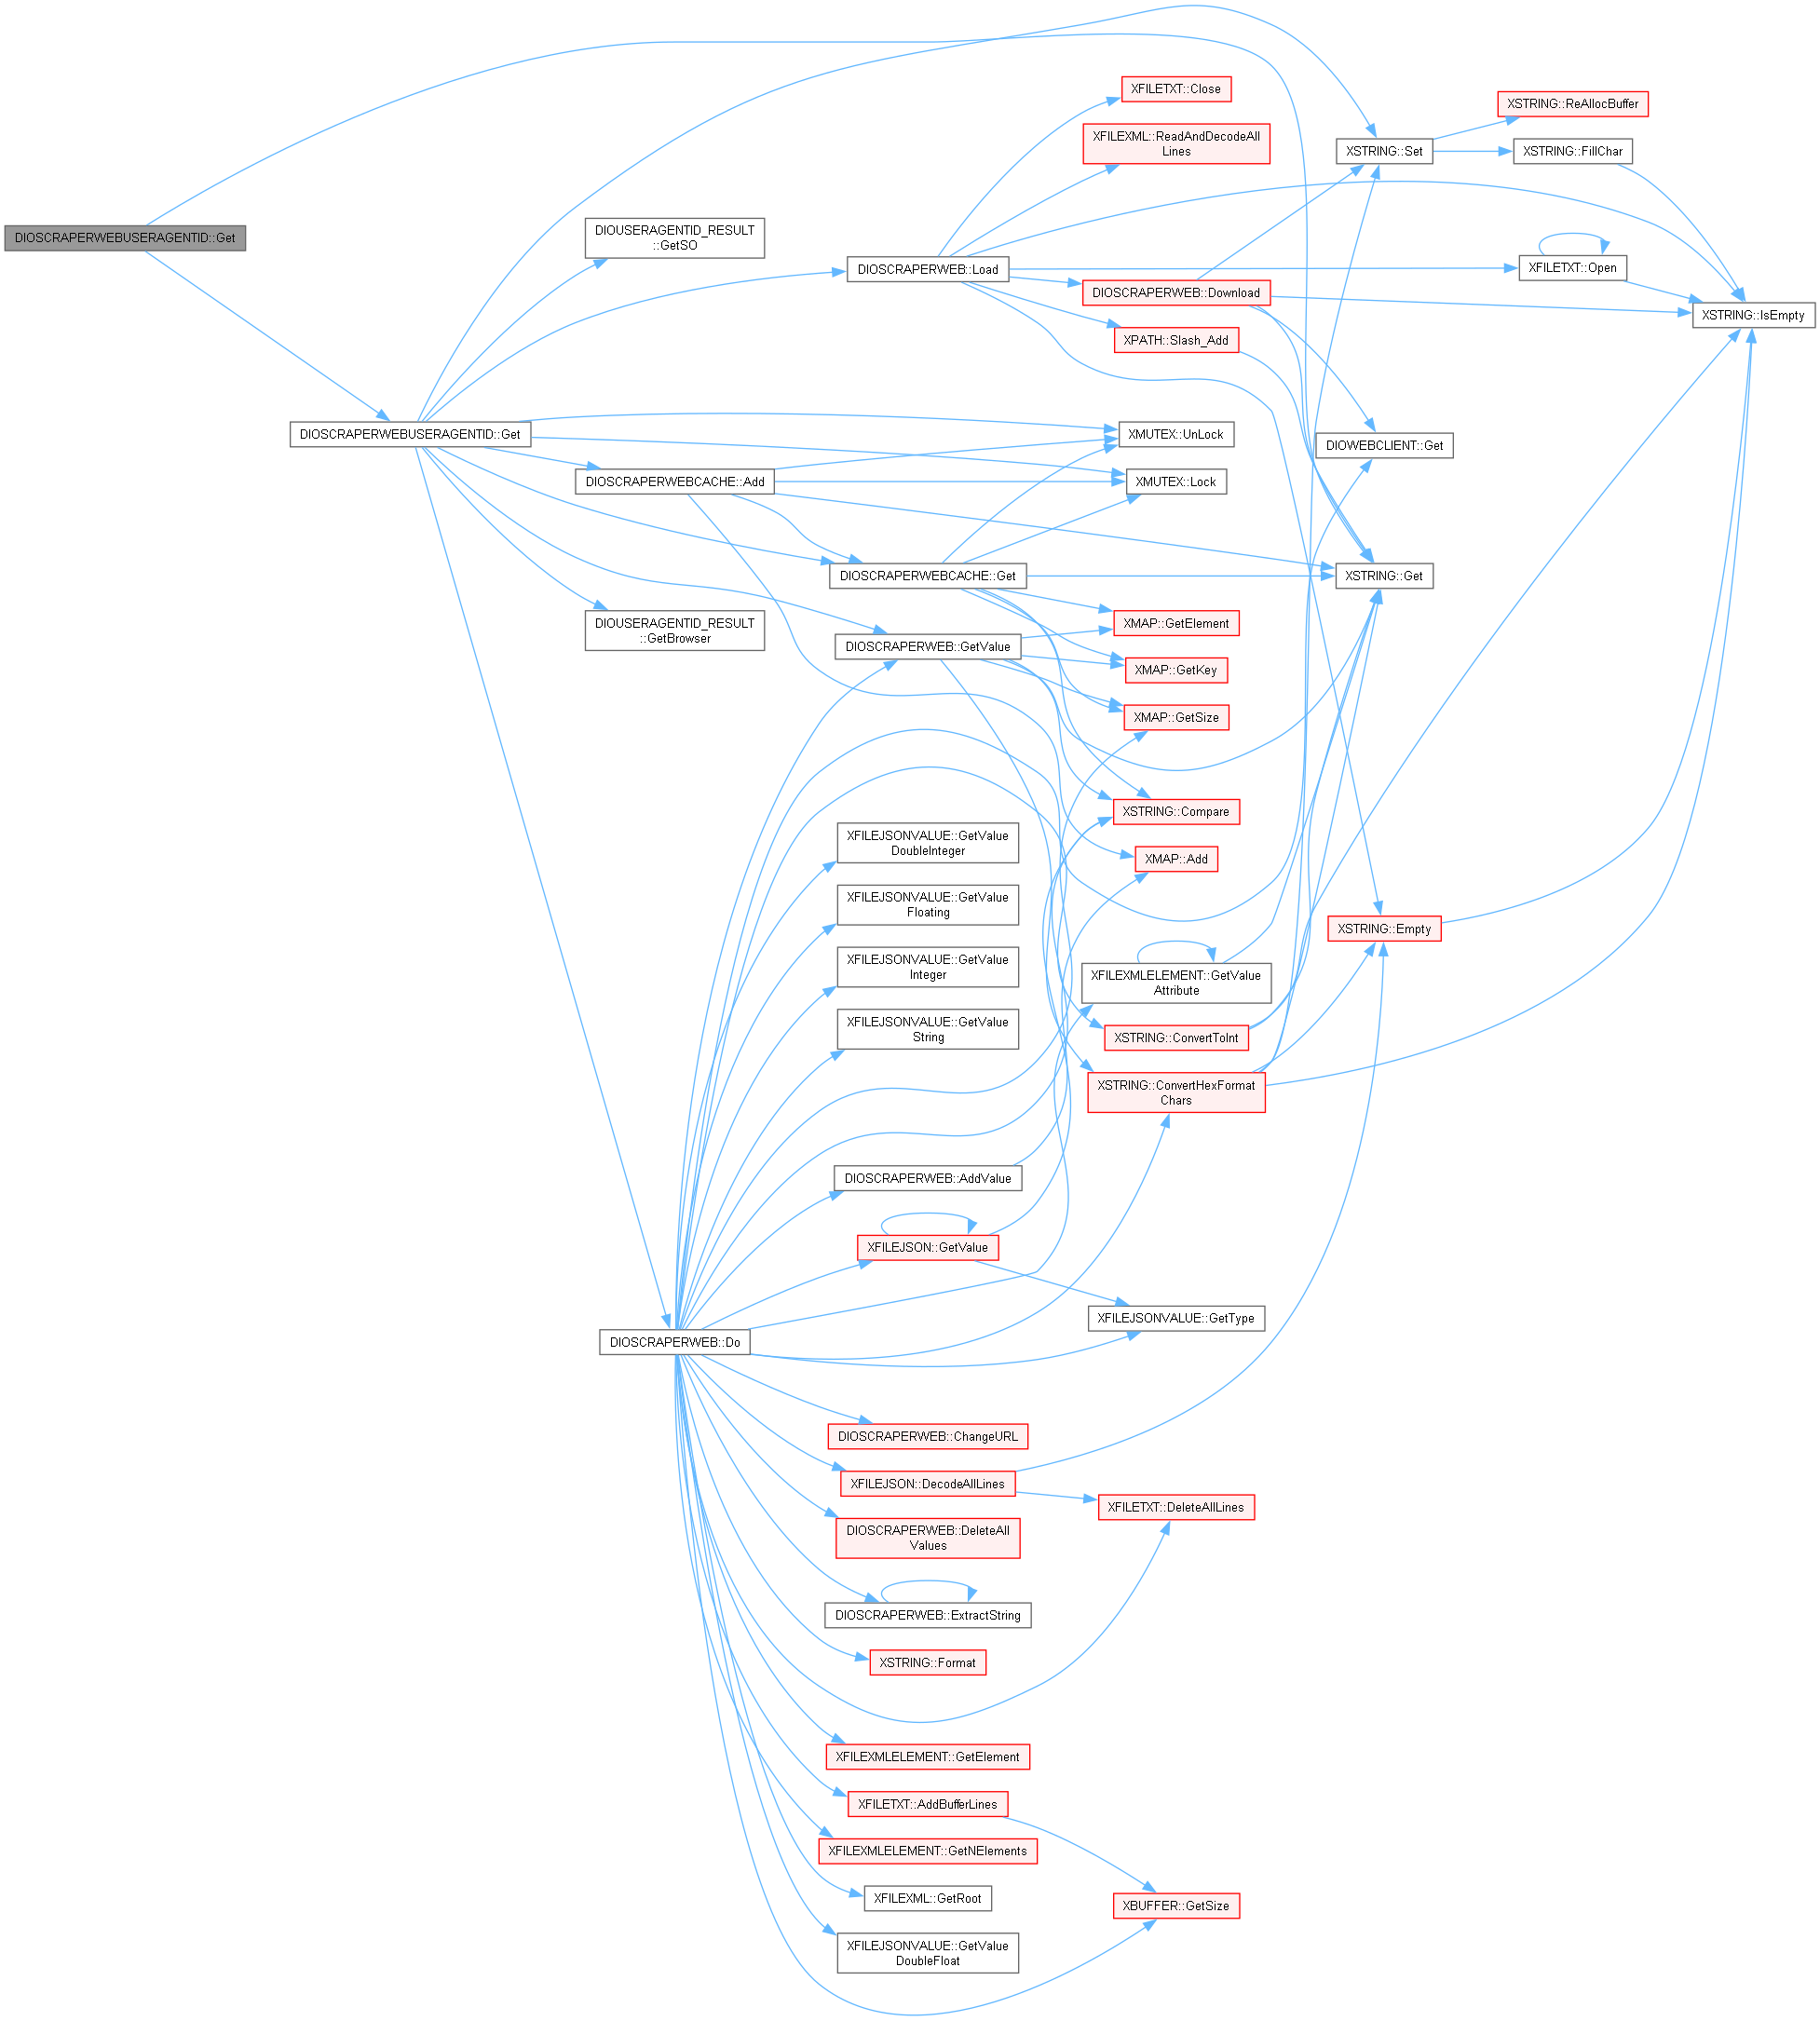 DIOSCRAPERWEBUSERAGENTID::Get
DIOSCRAPERWEBUSERAGENTID::Get
DIOUSERAGENTID_RESULT
::GetSO
DIOSCRAPERWEB::Load
DIOSCRAPERWEBCACHE::Add
DIOSCRAPERWEBCACHE::Get
DIOUSERAGENTID_RESULT
::GetBrowser
DIOSCRAPERWEB::GetValue
DIOSCRAPERWEB::Do
XFILETXT::Close
XFILEXML::ReadAndDecodeAll
Lines
DIOSCRAPERWEB::Download
XPATH::Slash_Add
XSTRING::Set
XSTRING::ReAllocBuffer
XSTRING::FillChar
XFILETXT::Open
XSTRING::IsEmpty
XMUTEX::UnLock
XMUTEX::Lock
DIOWEBCLIENT::Get
XSTRING::Get
XMAP::GetElement
XMAP::GetKey
XMAP::GetSize
XSTRING::Compare
XMAP::Add
XSTRING::Empty
XFILEXMLELEMENT::GetValue
Attribute
XSTRING::ConvertToInt
XSTRING::ConvertHexFormat
Chars
XFILEJSONVALUE::GetValue
DoubleInteger
XFILEJSONVALUE::GetValue
Floating
XFILEJSONVALUE::GetValue
Integer
XFILEJSONVALUE::GetValue
String
DIOSCRAPERWEB::AddValue
XFILEJSON::GetValue
XFILEJSONVALUE::GetType
DIOSCRAPERWEB::ChangeURL
XFILEJSON::DecodeAllLines
XFILETXT::DeleteAllLines
DIOSCRAPERWEB::DeleteAll
Values
DIOSCRAPERWEB::ExtractString
XSTRING::Format
XFILEXMLELEMENT::GetElement
XFILETXT::AddBufferLines
XFILEXMLELEMENT::GetNElements
XFILEXML::GetRoot
XBUFFER::GetSize
XFILEJSONVALUE::GetValue
DoubleFloat